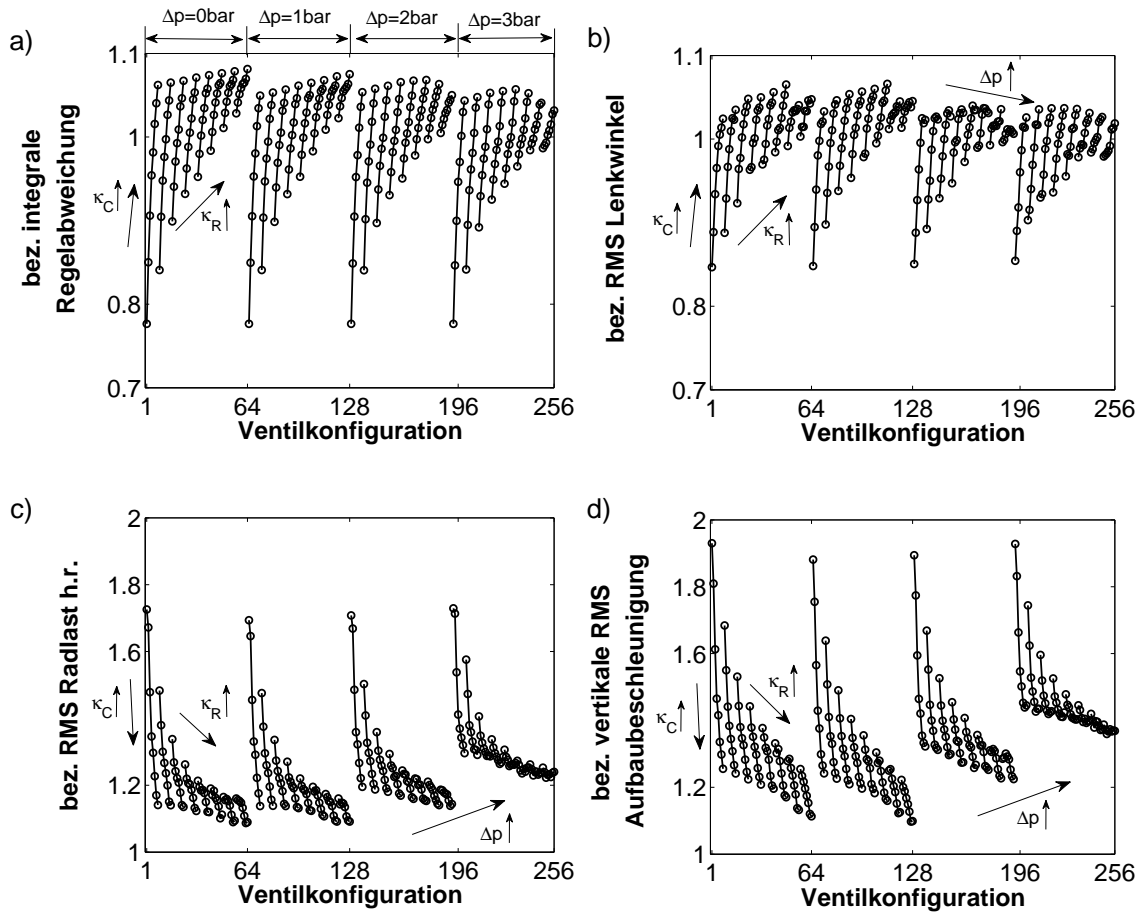 a)
Δp=0bar Δp=1bar Δp=2bar Δp=3bar
1.1
1
0.8
0.7
bez. integrale
Regelabweichung
κC
κR
1 64 128 196 256
Ventilkonfiguration
b)
1.1
1
0.8
0.7
bez. RMS Lenkwinkel
κC
κR
Δp
1 64 128 196 256
Ventilkonfiguration
c)
2
1.8
1.6
1.4
1.2
1
bez. RMS Radlast h.r.
κC
κR
Δp
1 64 128 196 256
Ventilkonfiguration
d)
2
1.8
1.6
1.4
1.2
1
bez. vertikale RMS
Aufbaubeschleunigung
κC
κR
Δp
1 64 128 196 256
Ventilkonfiguration